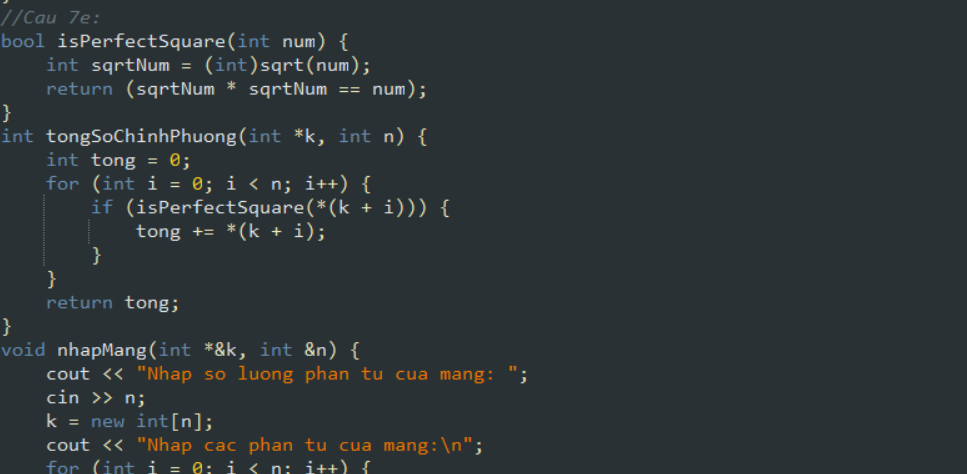 }
//Cau 7e:
bool isPerfectSquare(int num) {
    int sqrtNum = (int)sqrt(num);
    return (sqrtNum * sqrtNum == num);
}
int tongSoChinhPhuong(int *k, int n) {
    int tong = 0;
    for (int i = 0; i < n; i++) {
        if (isPerfectSquare(*(k + i))) {
            tong += *(k + i);
        }
    }
    return tong;
}
void nhapMang(int *&k, int &n) {
    cout << "Nhap so luong phan tu cua mang: ";
    cin >> n;
    k = new int[n];
    cout << "Nhap cac phan tu cua mang:\n";
    for (int i = 0; i < n; i++) {